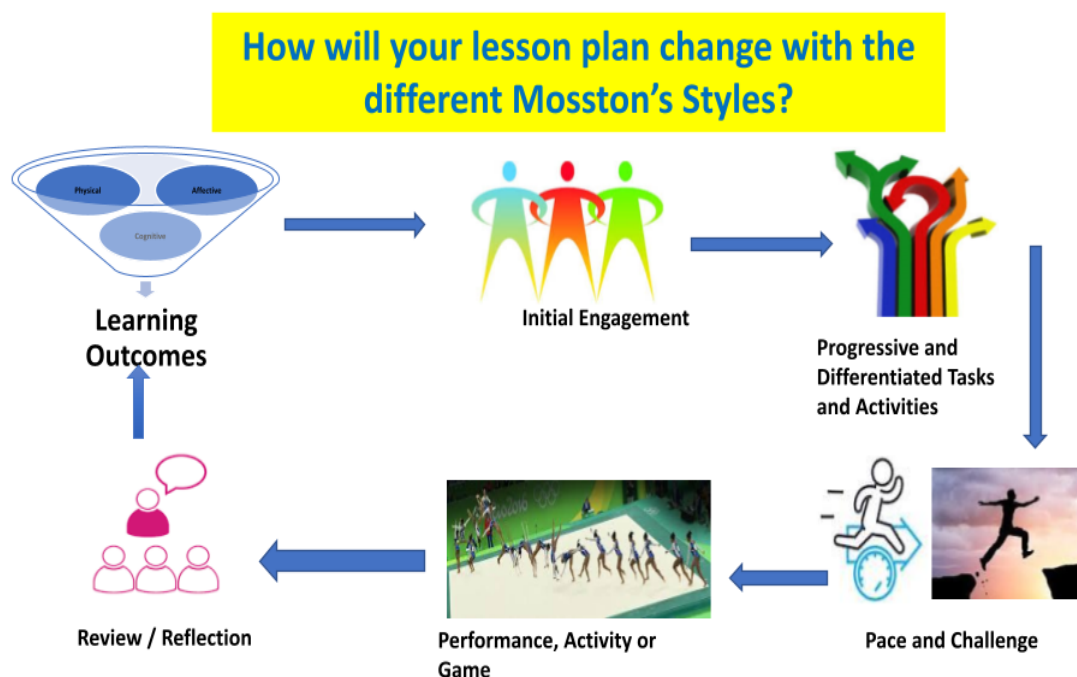 How will your lesson plan change with the
different Mosston's Styles?
Physical
Affective
Cognitive
Learning
Outcomes
Initial Engagement
Progressive and
Differentiated Tasks
and Activities
Pace and Challenge
2016
Performance, Activity or
Game
Review / Reflection